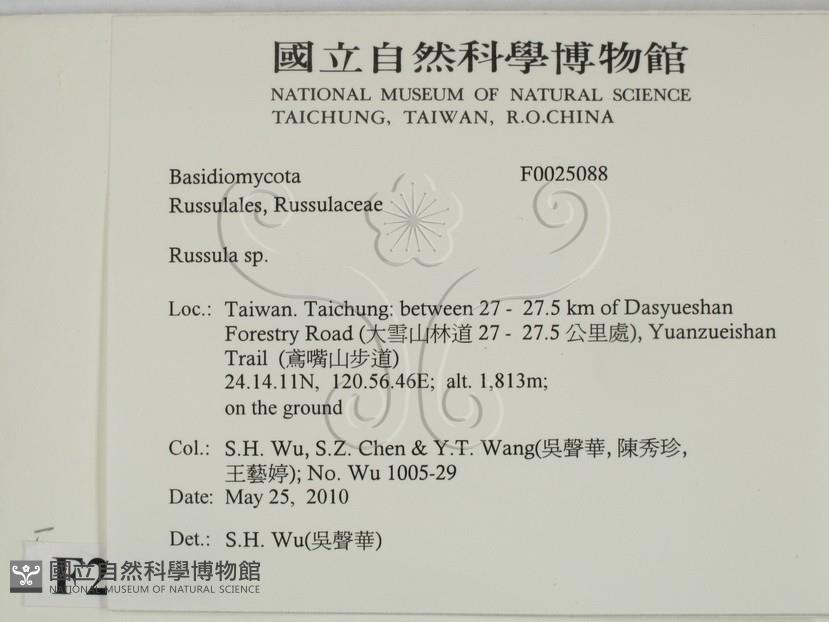 國立自然科學博物館
NATIONAL MUSEUM OF NATURAL SCIENCE
TAICHUNG, TAIWAN, R.O.CHINA
Basidiomycota F0025088
Russulales, Russulaceae
Russula sp.
Loc.: Taiwan. Taichung: between 27 - 27.5 km of Dasyueshan
Forestry Road (大雪山林道 27 - 27.5 公里處), Yuanzueishan
Trail (鳶嘴山步道)
24.14.11N, 120.56.46E; alt. 1,813m;
on the ground
Col.: S.H. Wu, S.Z. Chen & Y.T. Wang(吳聲華, 陳秀珍,
王藝婷); No. Wu 1005-29
Date: May 25, 2010
Det.: S.H. Wu(吳聲華)
F2
國立自然科學博物館
NATIONAL MUSEUM OF NATURAL SCIENCE